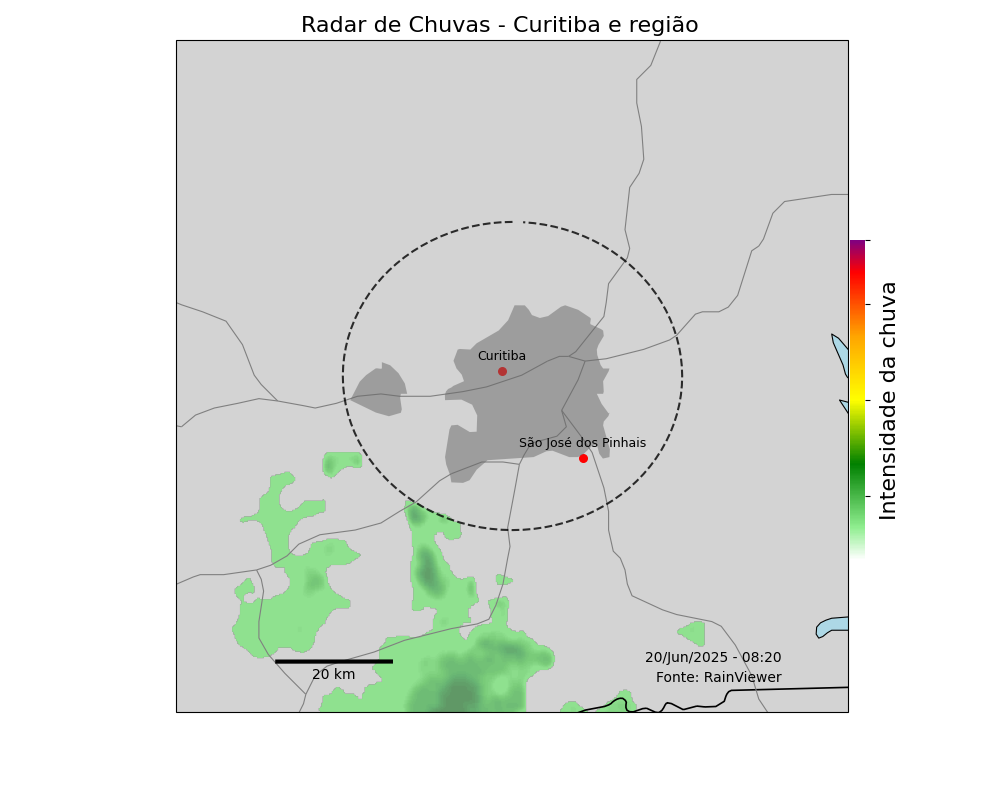 Radar de Chuvas - Curitiba e região
Curitiba
São José dos Pinhais
Intensidade da chuva
20/Jun/2025 - 08:20
20 km
Fonte: RainViewer